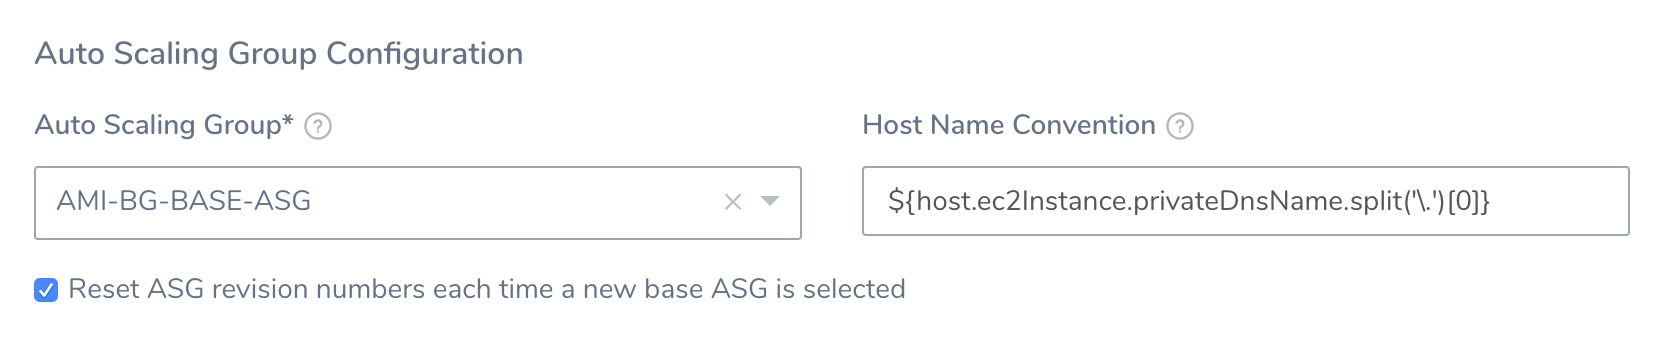 Auto Scaling Group Configuration
Auto Scaling Group* ?
Host Name Convention ?
AMI-BG-BASE-ASG
${host.ec2Instance.privateDnsName.split('\.')[0]}
Reset ASG revision numbers each time a new base ASG is selected